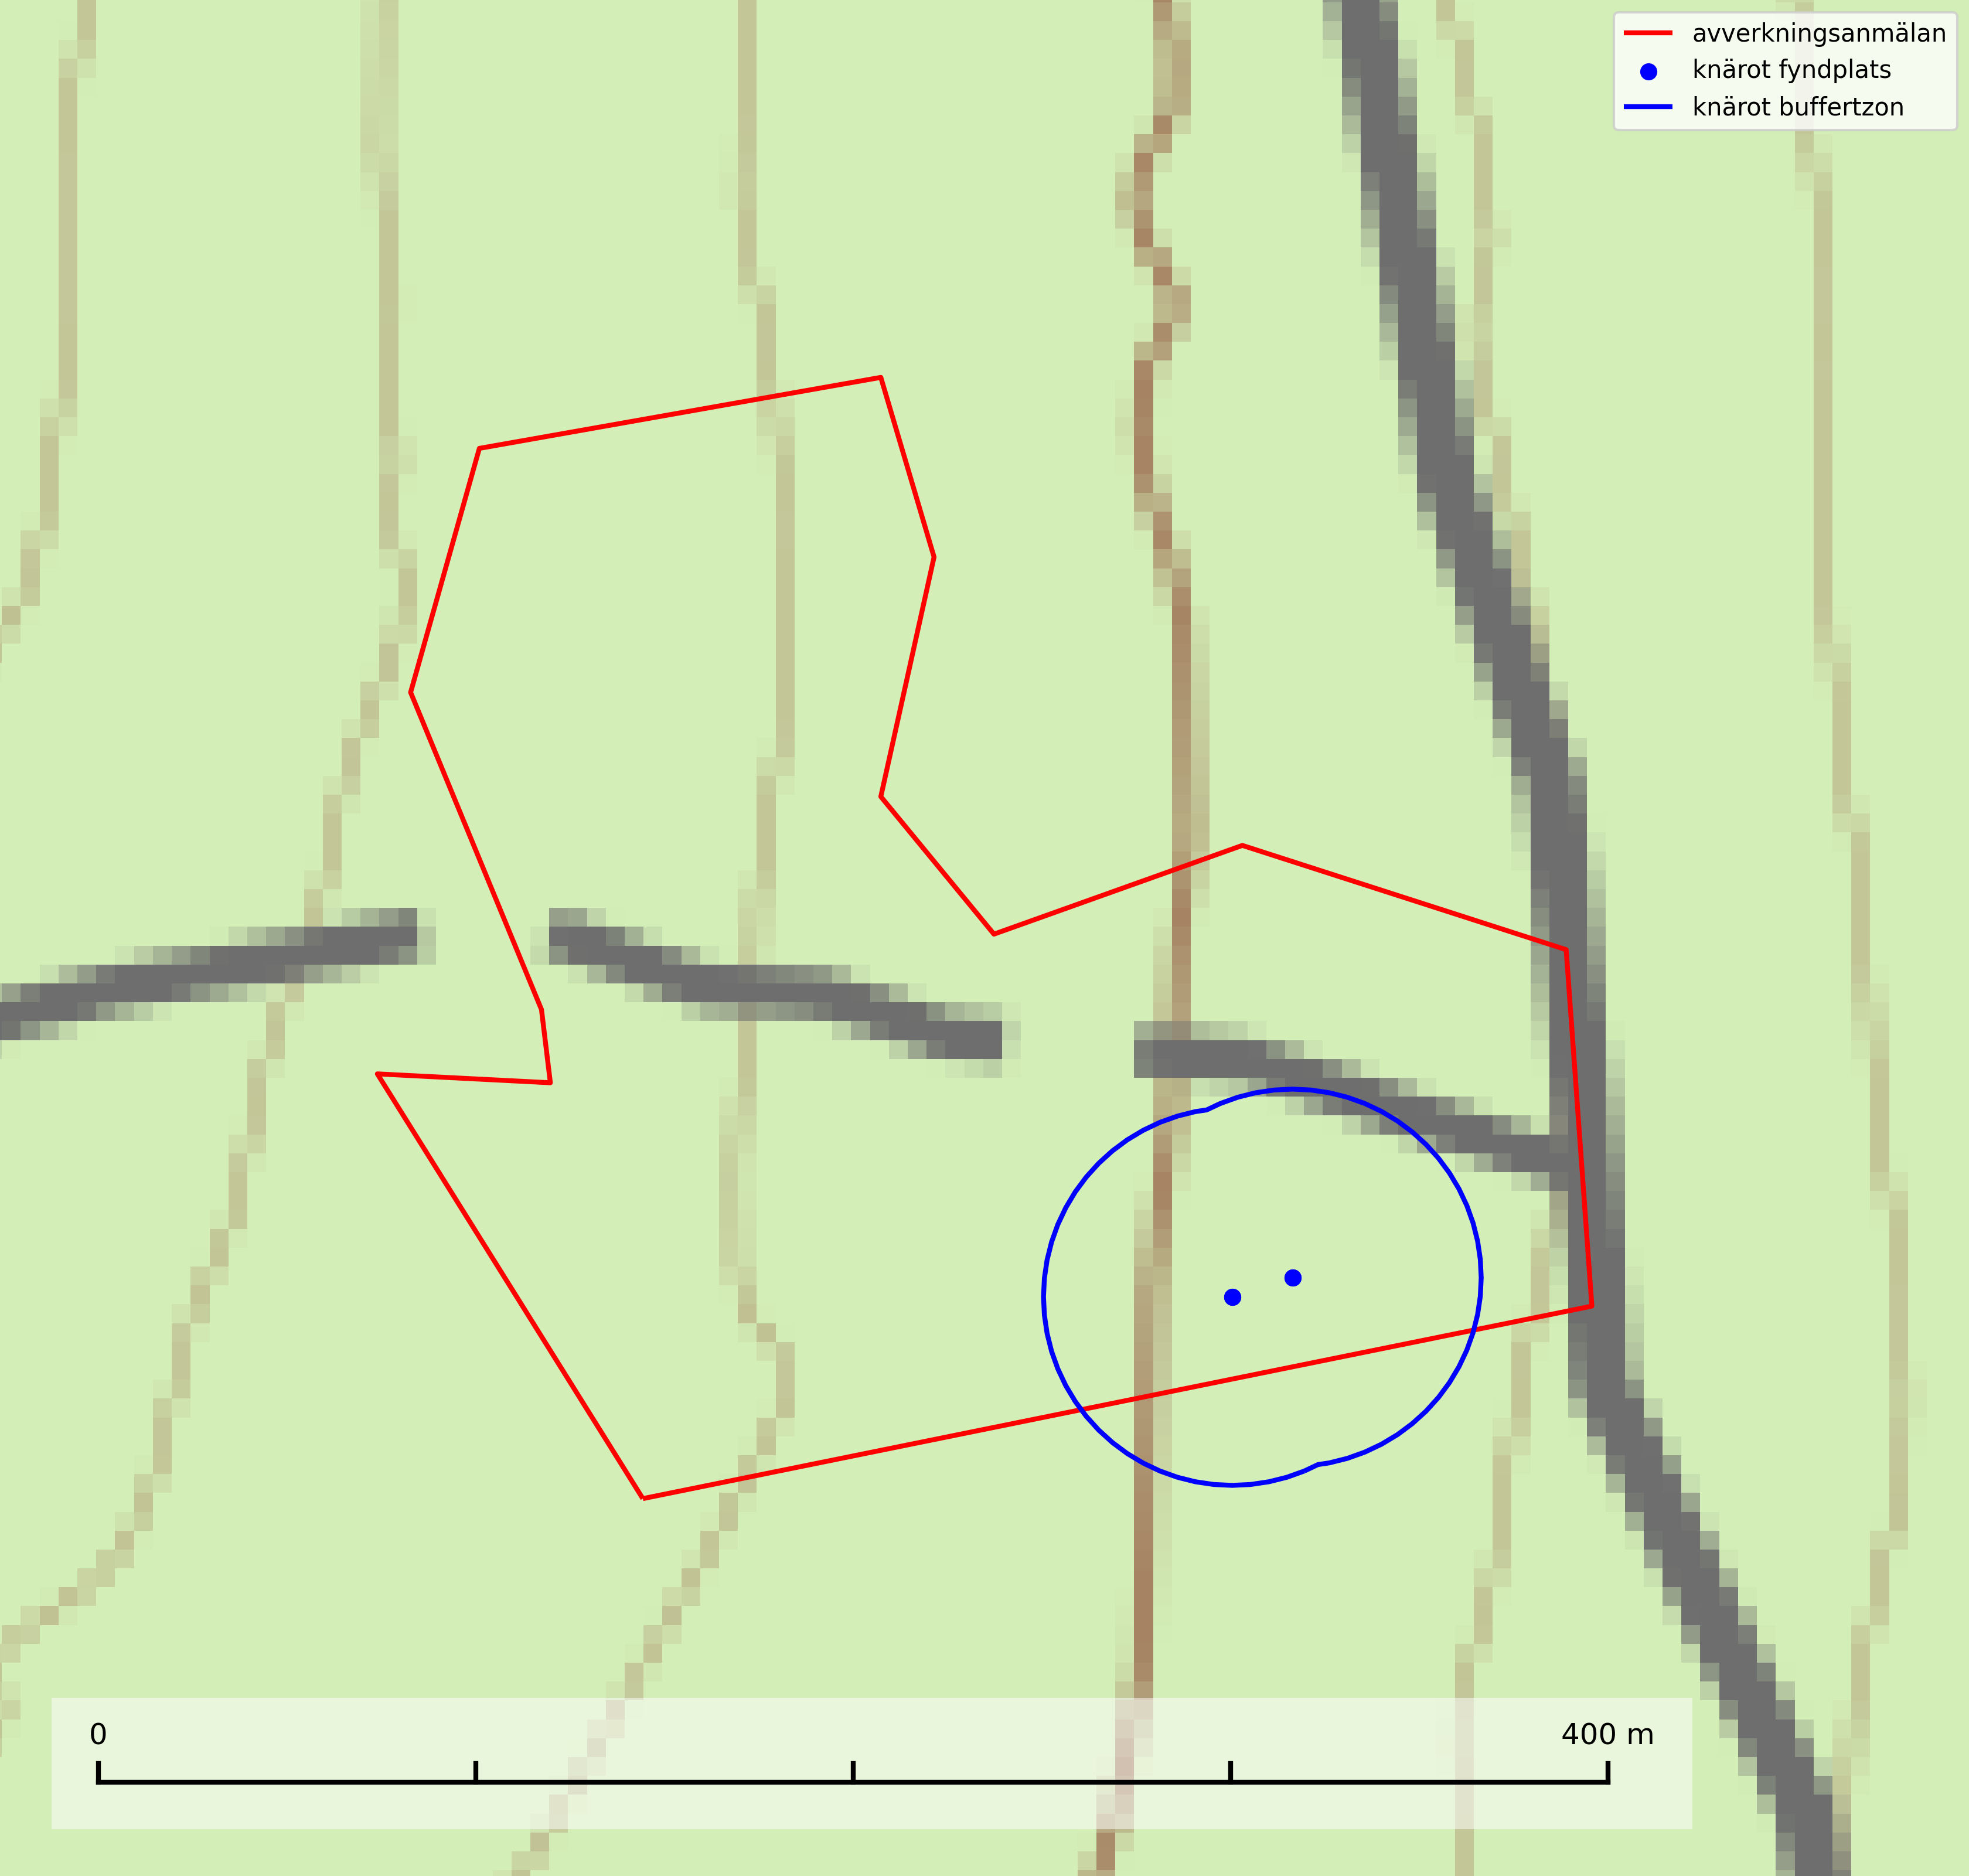 avverkningsanmälan
knärot fyndplats
knärot buffertzon
0 400 m